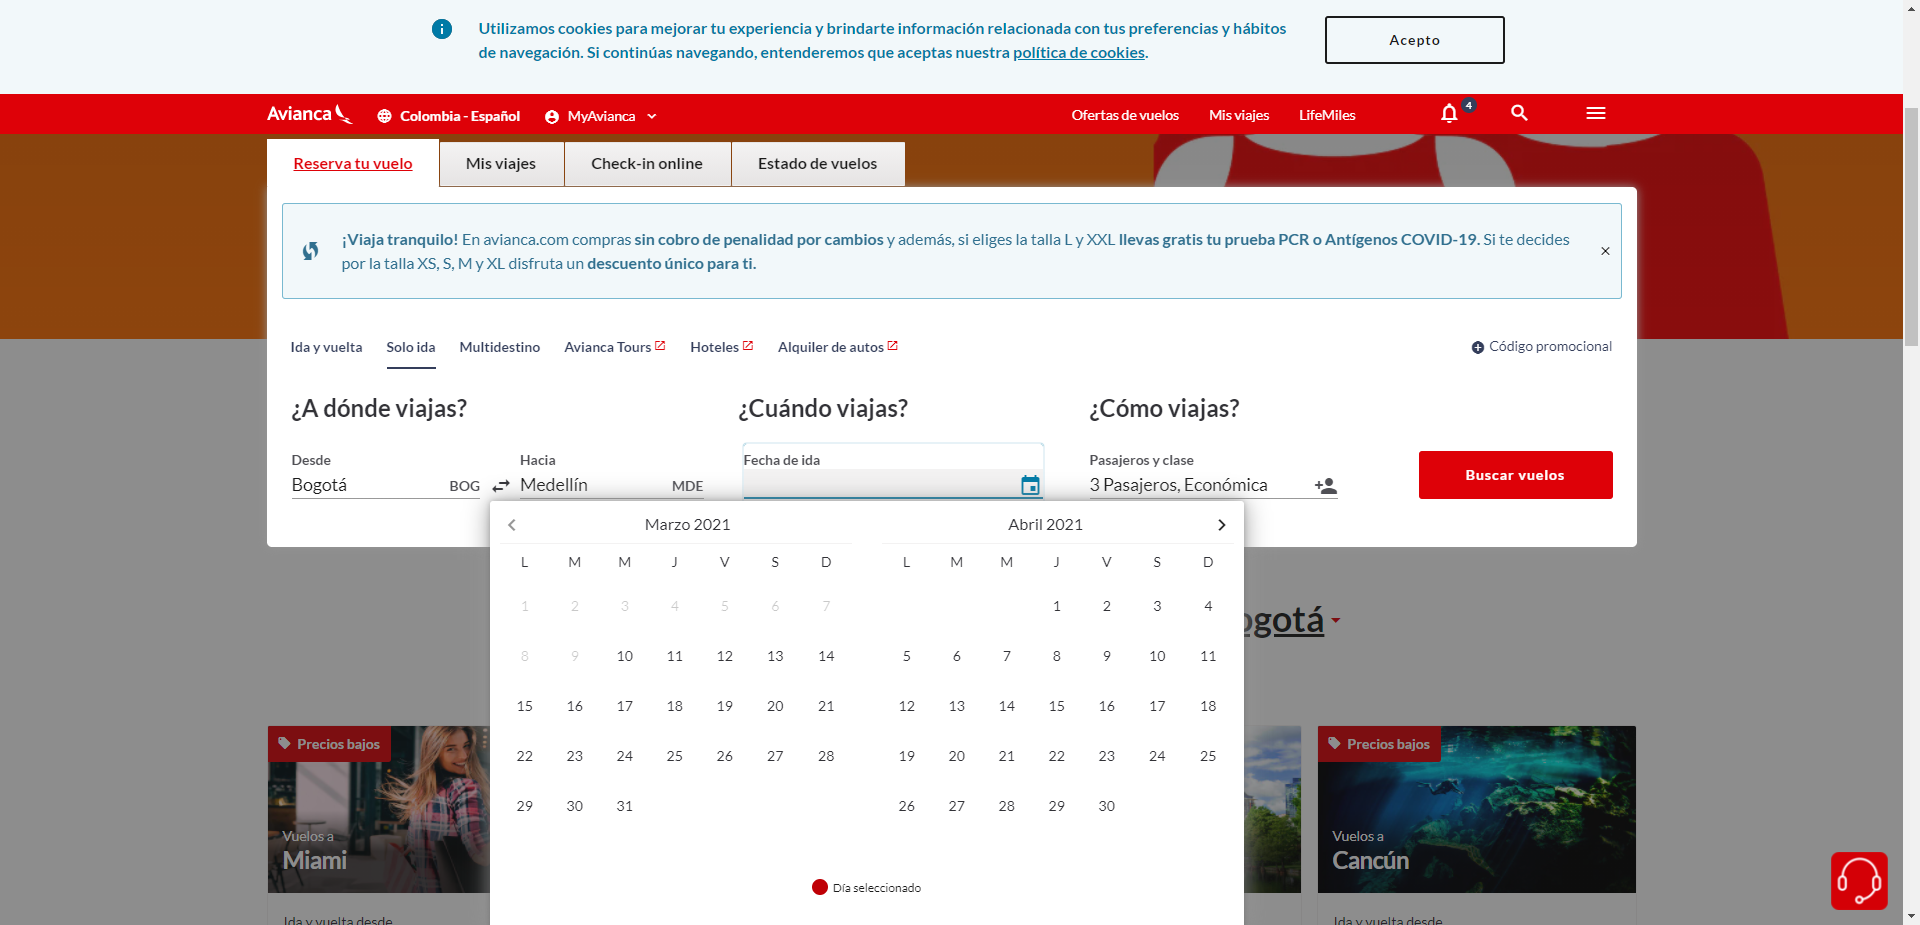 Utilizamos cookies para mejorar tu experiencia y brindarte información relacionada con tus preferencias y hábitos
de navegación. Si continúas navegando, entenderemos que aceptas nuestra política de cookies.
Acepto
Avianca
Colombia - Español
MyAvianca
Ofertas de vuelos
Mis viajes
LifeMiles
4
Reserva tu vuelo
Mis viajes
Check-in online
Estado de vuelos
¡Viaja tranquilo! En avianca.com compras sin cobro de penalidad por cambios y además, si eliges la talla L y XXL llevas gratis tu prueba PCR o Antígenos COVID-19. Si te decides
por la talla XS, S, M y XL disfruta un descuento único para ti.
Ida y vuelta
Solo ida
Multidestino
Avianca Tours
Hoteles
Alquiler de autos
Código promocional
¿A dónde viajas?
¿Cuándo viajas?
¿Cómo viajas?
Desde
Bogotá BOG
Hacia
Medellín MDE
Fecha de ida
Pasajeros y clase
3 Pasajeros, Económica
Buscar vuelos
Marzo 2021
L M M J V S D
1 2 3 4 5 6 7
8 9 10 11 12 13 14
15 16 17 18 19 20 21
22 23 24 25 26 27 28
29 30 31
Abril 2021
L M M J V S D
1 2 3 4
5 6 7 8 9 10 11
12 13 14 15 16 17 18
19 20 21 22 23 24 25
26 27 28 29 30
Día seleccionado
ogotá
Precios bajos
Vuelos a
Miami
Ida y vuelta desde
Precios bajos
Vuelos a
Cancún
Ida y vuelta desde